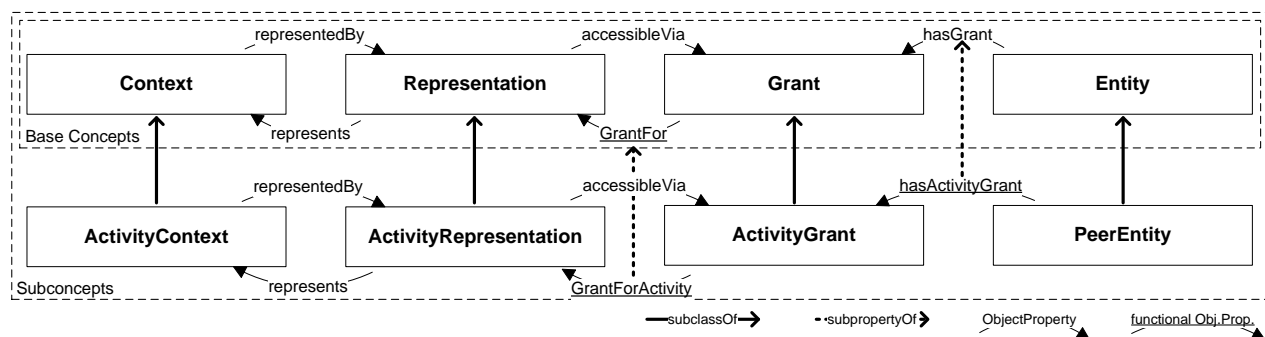 representedBy
accessibleVia
hasGrant
Context
Representation
Grant
Entity
represents
GrantFor
Base Concepts
representedBy
accessibleVia
hasActivityGrant
ActivityContext
ActivityRepresentation
ActivityGrant
PeerEntity
represents
GrantForActivity
Subconcepts
subclassOf
subpropertyOf
ObjectProperty
functional Obj.Prop.